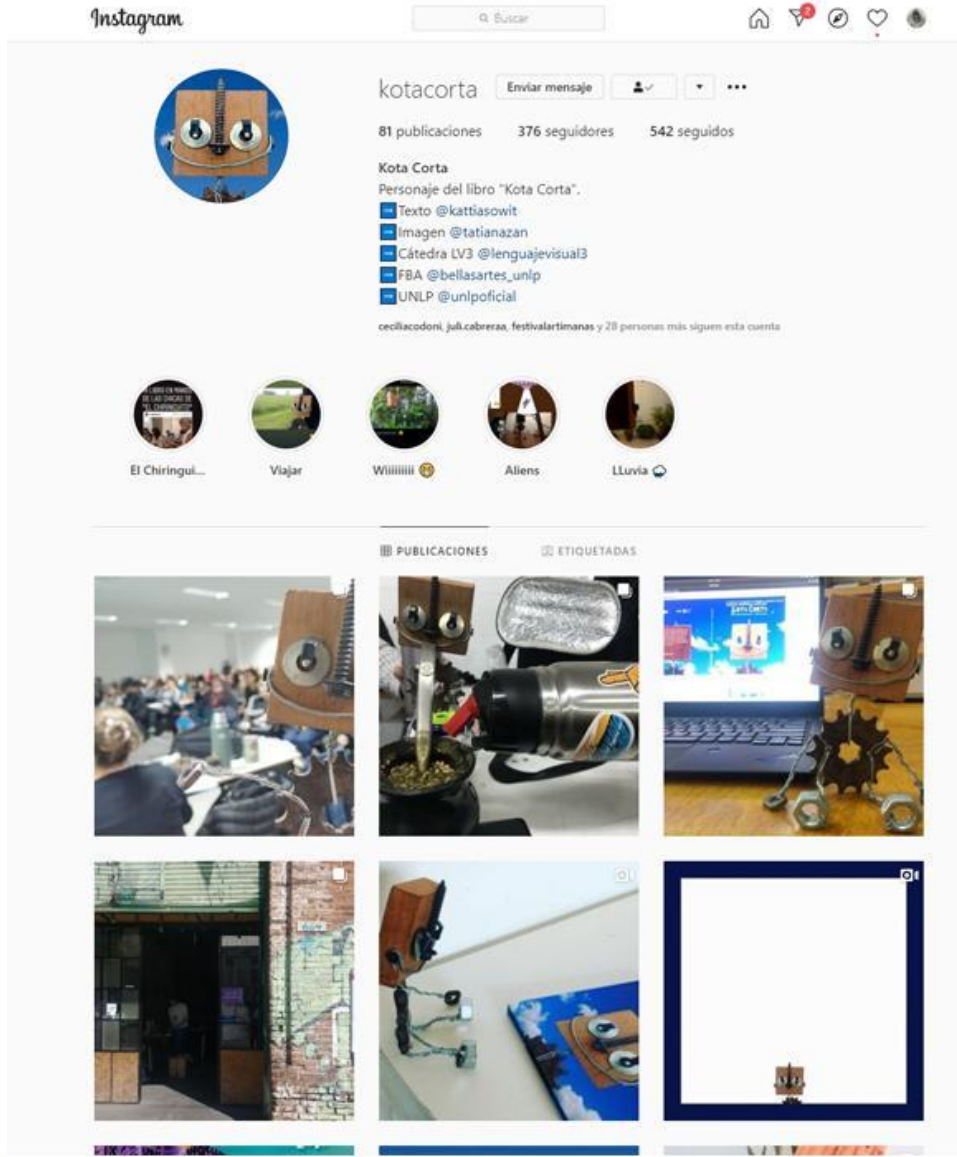 Instagram
Buscar
2
kotacorta Enviar mensaje
81 publicaciones 376 seguidores 542 seguidos
Kota Corta
Personaje del libro "Kota Corta".
Texto @kattiasowit
Imagen @tatianazan
Cátedra LV3 @lenguajevisual3
FBA @bellasartes_unlp
UNLP @unlpoficial
ceciliacodoni, juli.cabreraa, festivalartimanas y 28 personas más siguen esta cuenta
El Chiringui... Viajar Wiiiiiiiii Aliens LLuvia
PUBLICACIONES ETIQUETADAS